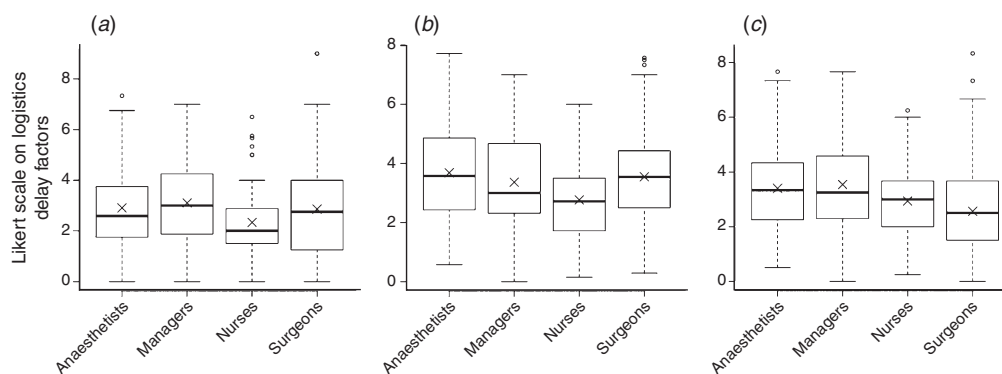 (a)
(b)
(c)
Likert scale on logistics
delay factors
8
6
4
2
0
Anaesthetists
Managers
Nurses
Surgeons
8
6
4
2
0
Anaesthetists
Managers
Nurses
Surgeons
8
6
4
2
0
Anaesthetists
Managers
Nurses
Surgeons